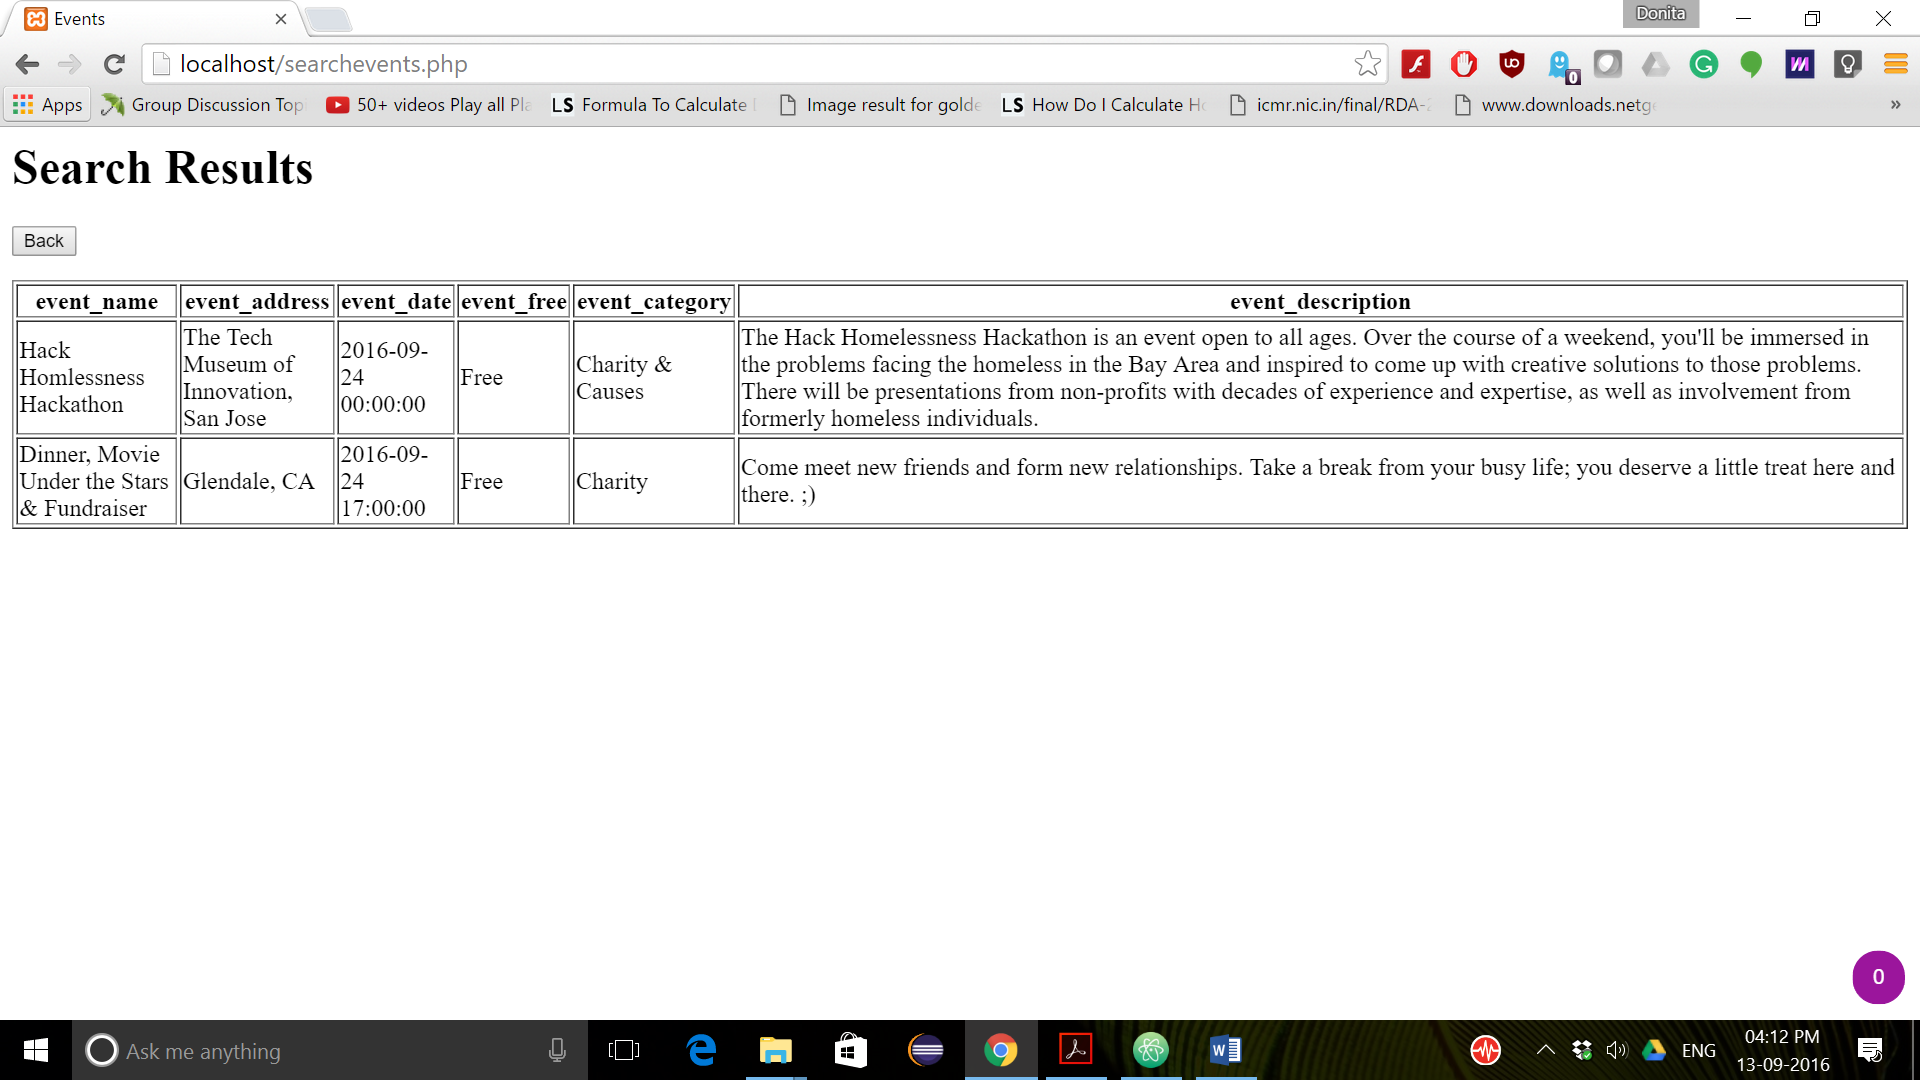 Events
Donita
localhost/searchevents.php
0
Apps
Group Discussion Top
50+ videos Play all Pla
LS Formula To Calculate
Image result for golde
LS How Do I Calculate Ho
icmr.nic.in/final/RDA-2
www.downloads.netg
»
Search Results
Back
event_name event_address event_date event_free event_category event_description
Hack
Homlessness
Hackathon
The Tech
Museum of
Innovation,
San Jose
2016-09-
24
00:00:00
Free
Charity &
Causes
The Hack Homelessness Hackathon is an event open to all ages. Over the course of a weekend, you'll be immersed in
the problems facing the homeless in the Bay Area and inspired to come up with creative solutions to those problems.
There will be presentations from non-profits with decades of experience and expertise, as well as involvement from
formerly homeless individuals.
Dinner, Movie
Under the Stars
& Fundraiser
Glendale, CA
2016-09-
24
17:00:00
Free
Charity
Come meet new friends and form new relationships. Take a break from your busy life; you deserve a little treat here and
there. ;)
0
Ask me anything
ENG
04:12 PM
13-09-2016